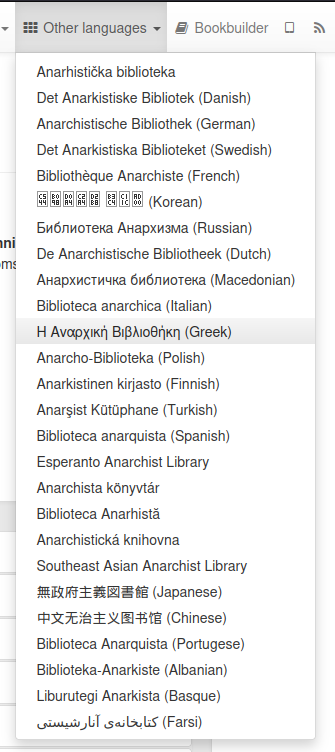 Other languages
Bookbuilder
Anarhistička biblioteka
Det Anarkistiske Bibliotek (Danish)
Anarchistische Bibliothek (German)
Det Anarkistiska Biblioteket (Swedish)
Bibliothèque Anarchiste (French)
(Korean)
Библиотека Анархизма (Russian)
De Anarchistische Bibliotheek (Dutch)
Анархистичка библиотека (Macedonian)
Biblioteca anarchica (Italian)
Η Αναρχική Βιβλιοθήκη (Greek)
Anarcho-Biblioteka (Polish)
Anarkistinen kirjasto (Finnish)
Anarşist Kütüphane (Turkish)
Biblioteca anarquista (Spanish)
Esperanto Anarchist Library
Anarchista könyvtár
Biblioteca Anarhistă
Anarchistická knihovna
Southeast Asian Anarchist Library
無政府主義図書館 (Japanese)
中文无治主义图书馆 (Chinese)
Biblioteca Anarquista (Portugese)
Biblioteka-Anarkiste (Albanian)
Liburutegi Anarkista (Basque)
کتابخانه‌ی آنارشیستی (Farsi)